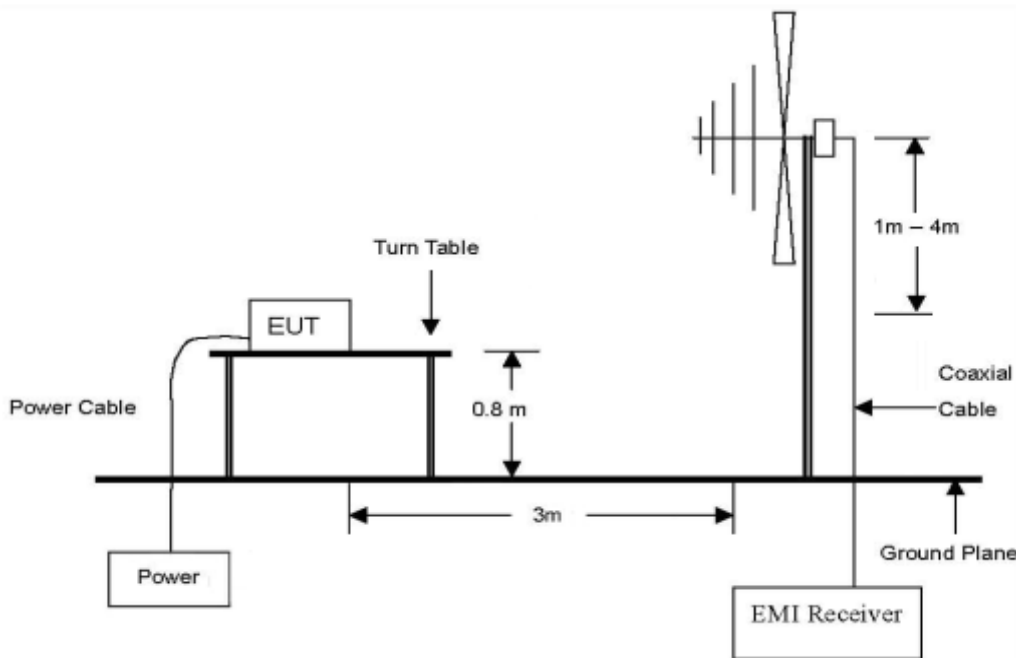 1m – 4m
Turn Table
EUT
Coaxial
Cable
Power Cable
0.8 m
3m
Ground Plane
Power
EMI Receiver